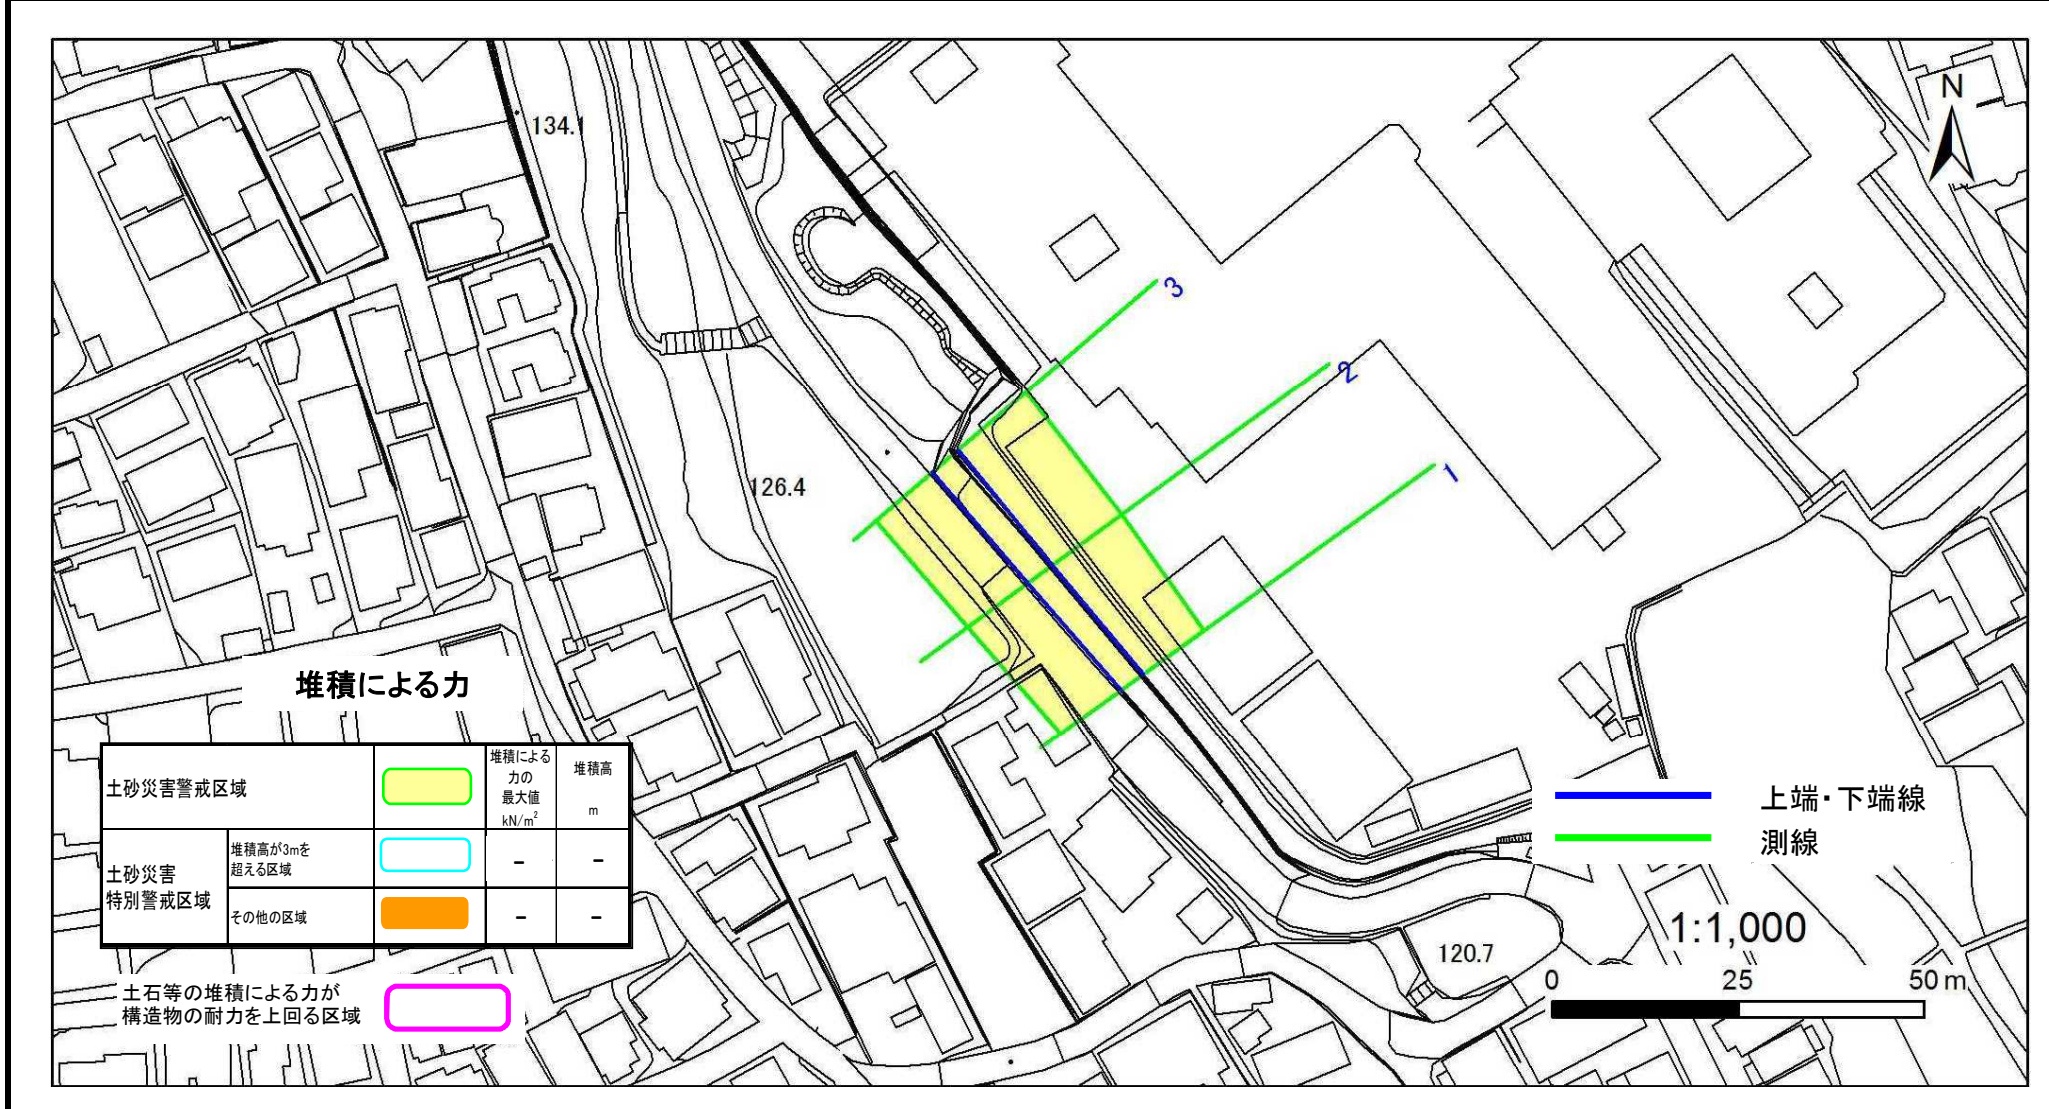 N
134.1
3
2
1
126.4
堆積による力
土砂災害警戒区域
堆積による
力の
最大値
kN/m²
堆積高
m
土砂災害
特別警戒区域
堆積高が3mを
超える区域
－
－
その他の区域
－
－
土石等の堆積による力が
構造物の耐力を上回る区域
上端・下端線
測線
1:1,000
120.7
0 25 50 m